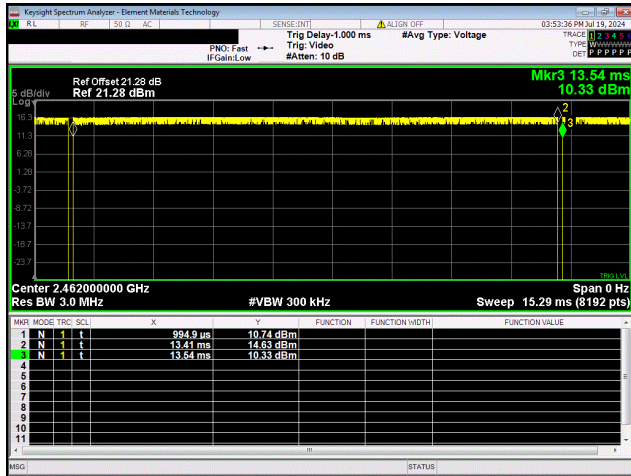 Keysight Spectrum Analyzer - Element Materials Technology
RL RF 50 Ω AC SENSE:INT ALIGN OFF 03:53:36 PM Jul 19, 2024
Trig Delay-1.000 ms #Avg Type: Voltage TRACE 1 2 3 4 5 6
PNO: Fast Trig: Video TYPE WWWWWW
IFGain:Low #Atten: 10 dB DET P P P P P P
Mkr3 13.54 ms
Ref Offset 21.28 dB
5 dB/div Ref 21.28 dBm 10.33 dBm
Log
2
16.3
3
11.3
6.28
1.28
-3.72
-8.72
-13.7
-18.7
-23.7
TRIG LVL
Center 2.462000000 GHz Span 0 Hz
Res BW 3.0 MHz #VBW 300 kHz Sweep 15.29 ms (8192 pts)
MKR MODE TRC SCL X Y FUNCTION FUNCTION WIDTH FUNCTION VALUE
1 N 1 t 994.9 µs 10.74 dBm
2 N 1 t 13.41 ms 14.63 dBm
3 N 1 t 13.54 ms 10.33 dBm
4
5
6
7
8
9
10
11
MSG STATUS